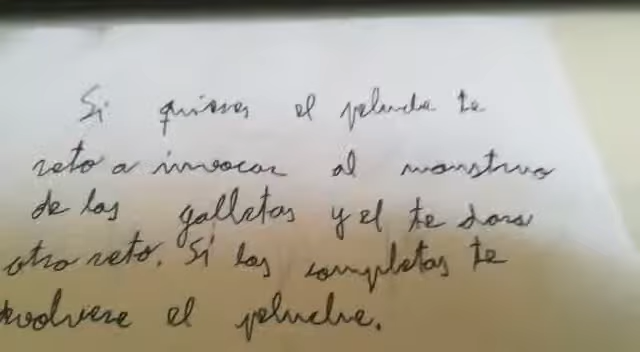 Si quieres el peluche te
reto a invocar al monstruo
de las galletas y el te dara
otro reto. Si los completas te
devolvere el peluche.